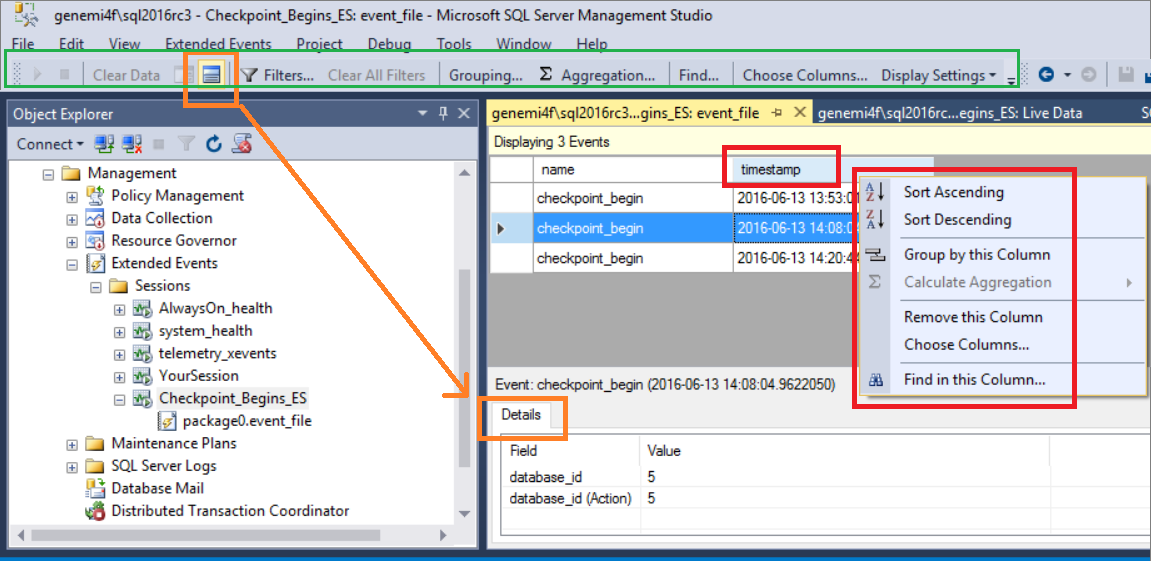 genemi4f\sql2016rc3 - Checkpoint_Begins_ES: event_file - Microsoft SQL Server Management Studio
File Edit View Extended Events Project Debug Tools Window Help
Clear Data Filters... Clear All Filters Grouping... Σ Aggregation... Find... Choose Columns... Display Settings
Object Explorer
Connect
Management
Policy Management
Data Collection
Resource Governor
Extended Events
Sessions
AlwaysOn_health
system_health
telemetry_xevents
YourSession
Checkpoint_Begins_ES
package0.event_file
Maintenance Plans
SQL Server Logs
Database Mail
Distributed Transaction Coordinator
genemi4f\sql2016rc3...gins_ES: event_file genemi4f\sql2016rc...egins_ES: Live Data
Displaying 3 Events
name timestamp
checkpoint_begin 2016-06-13 13:53:01
checkpoint_begin 2016-06-13 14:08:0
checkpoint_begin 2016-06-13 14:20:44
A Z Sort Ascending
Z A Sort Descending
Group by this Column
Σ Calculate Aggregation
Remove this Column
Choose Columns...
Find in this Column...
Event: checkpoint_begin (2016-06-13 14:08:04.9622050)
Details
Field Value
database_id 5
database_id (Action) 5